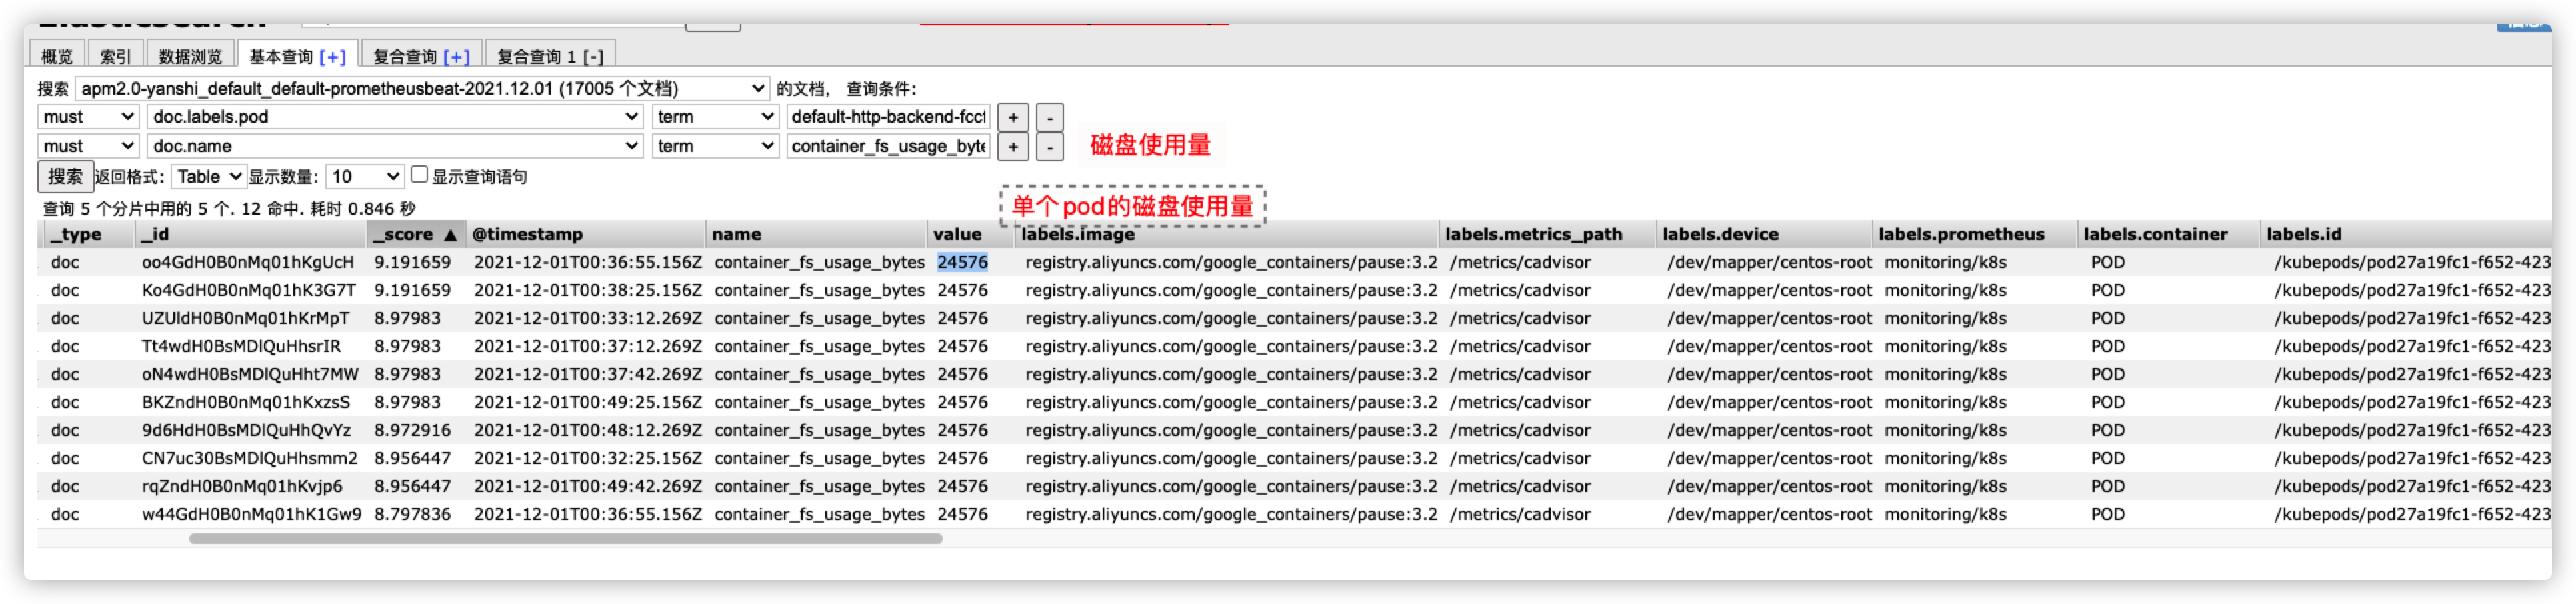 概览 索引 数据浏览 基本查询 [+] 复合查询 [+] 复合查询 1 [-]
搜索 apm2.0-yanshi_default_default-prometheusbeat-2021.12.01 (17005 个文档) 的文档， 查询条件：
must doc.labels.pod term default-http-backend-fcc + -
must doc.name term container_fs_usage_byte + - 磁盘使用量
搜索 返回格式： Table 显示数量： 10 显示查询语句
查询 5 个分片中用的 5 个. 12 命中. 耗时 0.846 秒 单个pod的磁盘使用量
_type _id _score ▲ @timestamp name value labels.image labels.metrics_path labels.device labels.prometheus labels.container labels.id
doc oo4GdH0B0nMq01hKgUcH 9.191659 2021-12-01T00:36:55.156Z container_fs_usage_bytes 24576 registry.aliyuncs.com/google_containers/pause:3.2 /metrics/cadvisor /dev/mapper/centos-root monitoring/k8s POD /kubepods/pod27a19fc1-f652-423
doc Ko4GdH0B0nMq01hK3G7T 9.191659 2021-12-01T00:38:25.156Z container_fs_usage_bytes 24576 registry.aliyuncs.com/google_containers/pause:3.2 /metrics/cadvisor /dev/mapper/centos-root monitoring/k8s POD /kubepods/pod27a19fc1-f652-423
doc UZUldH0B0nMq01hKrMpT 8.97983 2021-12-01T00:33:12.269Z container_fs_usage_bytes 24576 registry.aliyuncs.com/google_containers/pause:3.2 /metrics/cadvisor /dev/mapper/centos-root monitoring/k8s POD /kubepods/pod27a19fc1-f652-423
doc Tt4wdH0BsMDlQuHhsrIR 8.97983 2021-12-01T00:37:12.269Z container_fs_usage_bytes 24576 registry.aliyuncs.com/google_containers/pause:3.2 /metrics/cadvisor /dev/mapper/centos-root monitoring/k8s POD /kubepods/pod27a19fc1-f652-423
doc oN4wdH0BsMDlQuHht7MW 8.97983 2021-12-01T00:37:42.269Z container_fs_usage_bytes 24576 registry.aliyuncs.com/google_containers/pause:3.2 /metrics/cadvisor /dev/mapper/centos-root monitoring/k8s POD /kubepods/pod27a19fc1-f652-423
doc BKZndH0B0nMq01hKxzsS 8.97983 2021-12-01T00:49:25.156Z container_fs_usage_bytes 24576 registry.aliyuncs.com/google_containers/pause:3.2 /metrics/cadvisor /dev/mapper/centos-root monitoring/k8s POD /kubepods/pod27a19fc1-f652-423
doc 9d6HdH0BsMDlQuHhQvYz 8.972916 2021-12-01T00:48:12.269Z container_fs_usage_bytes 24576 registry.aliyuncs.com/google_containers/pause:3.2 /metrics/cadvisor /dev/mapper/centos-root monitoring/k8s POD /kubepods/pod27a19fc1-f652-423
doc CN7uc30BsMDlQuHhsmm2 8.956447 2021-12-01T00:32:25.156Z container_fs_usage_bytes 24576 registry.aliyuncs.com/google_containers/pause:3.2 /metrics/cadvisor /dev/mapper/centos-root monitoring/k8s POD /kubepods/pod27a19fc1-f652-423
doc rqZndH0B0nMq01hKvjp6 8.956447 2021-12-01T00:49:42.269Z container_fs_usage_bytes 24576 registry.aliyuncs.com/google_containers/pause:3.2 /metrics/cadvisor /dev/mapper/centos-root monitoring/k8s POD /kubepods/pod27a19fc1-f652-423
doc w44GdH0B0nMq01hK1Gw9 8.797836 2021-12-01T00:36:55.156Z container_fs_usage_bytes 24576 registry.aliyuncs.com/google_containers/pause:3.2 /metrics/cadvisor /dev/mapper/centos-root monitoring/k8s POD /kubepods/pod27a19fc1-f652-423